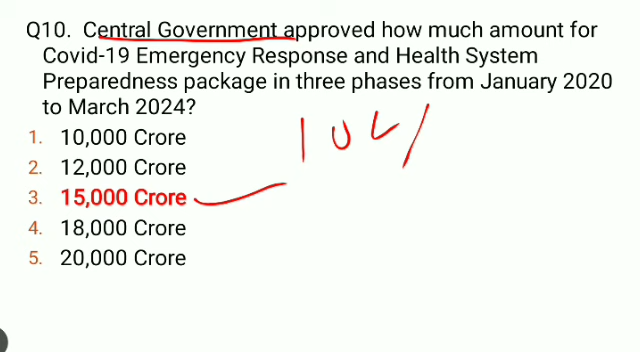 Q10. Central Government approved how much amount for
Covid-19 Emergency Response and Health System
Preparedness package in three phases from January 2020
to March 2024?
1. 10,000 Crore
2. 12,000 Crore
3. 15,000 Crore
4. 18,000 Crore
5. 20,000 Crore